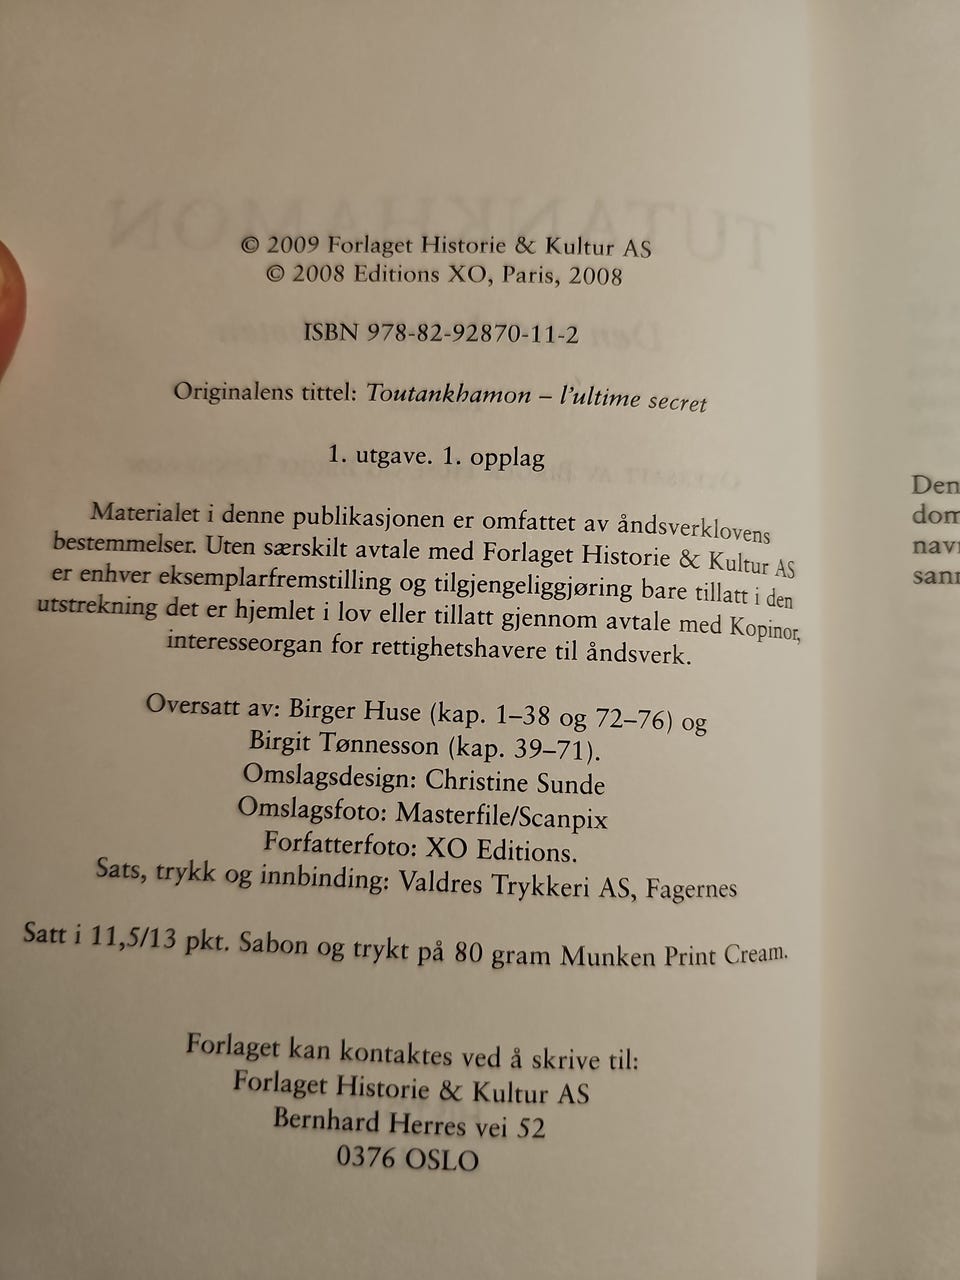 © 2009 Forlaget Historie & Kultur AS
© 2008 Editions XO, Paris, 2008
ISBN 978-82-92870-11-2
Originalens tittel: Toutankhamon – l'ultime secret
1. utgave. 1. opplag
Materialet i denne publikasjonen er omfattet av åndsverklovens
bestemmelser. Uten særskilt avtale med Forlaget Historie & Kultur AS
er enhver eksemplarfremstilling og tilgjengeliggjøring bare tillatt i den
utstrekning det er hjemlet i lov eller tillatt gjennom avtale med Kopinor,
interesseorgan for rettighetshavere til åndsverk.
Oversatt av: Birger Huse (kap. 1–38 og 72–76) og
Birgit Tønnesson (kap. 39–71).
Omslagsdesign: Christine Sunde
Omslagsfoto: Masterfile/Scanpix
Forfatterfoto: XO Editions.
Sats, trykk og innbinding: Valdres Trykkeri AS, Fagernes
Satt i 11,5/13 pkt. Sabon og trykt på 80 gram Munken Print Cream.
Forlaget kan kontaktes ved å skrive til:
Forlaget Historie & Kultur AS
Bernhard Herres vei 52
0376 OSLO
TUTANKHAMON
Den